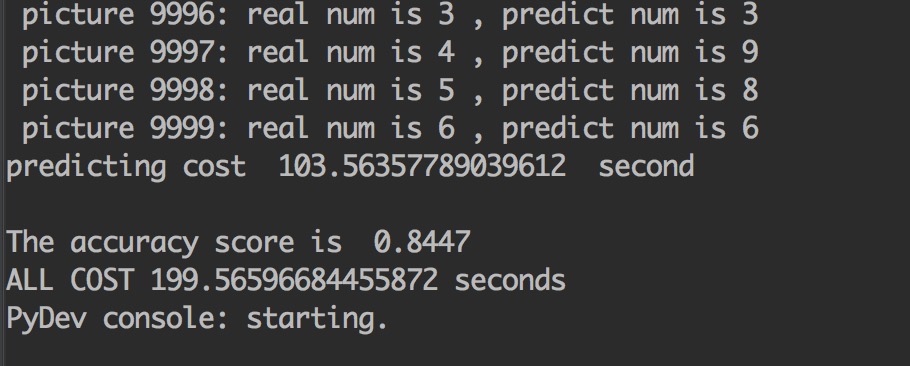 picture 9996: real num is 3 , predict num is 3
picture 9997: real num is 4 , predict num is 9
picture 9998: real num is 5 , predict num is 8
picture 9999: real num is 6 , predict num is 6
predicting cost  103.56357789039612  second
The accuracy score is  0.8447
ALL COST 199.56596684455872 seconds
PyDev console: starting.